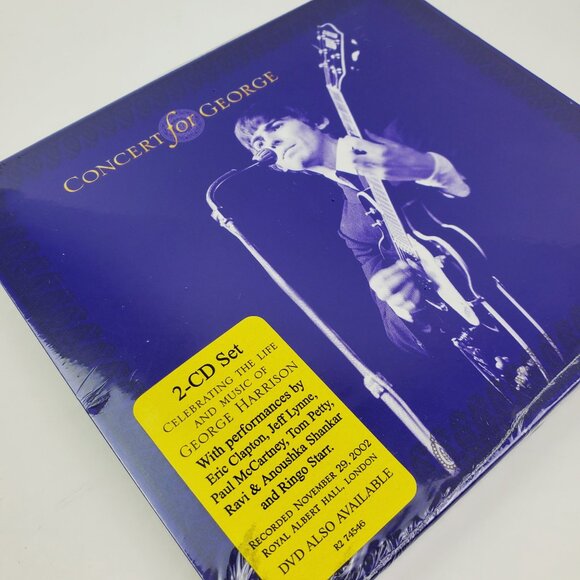 CONCERT for GEORGE
2-CD Set
CELEBRATING THE LIFE
AND MUSIC OF
GEORGE HARRISON
With performances by
Eric Clapton, Jeff Lynne,
Paul McCartney, Tom Petty,
Ravi & Anoushka Shankar
and Ringo Starr.
RECORDED NOVEMBER 29, 2002
ROYAL ALBERT HALL, LONDON
DVD ALSO AVAILABLE
R2 74546